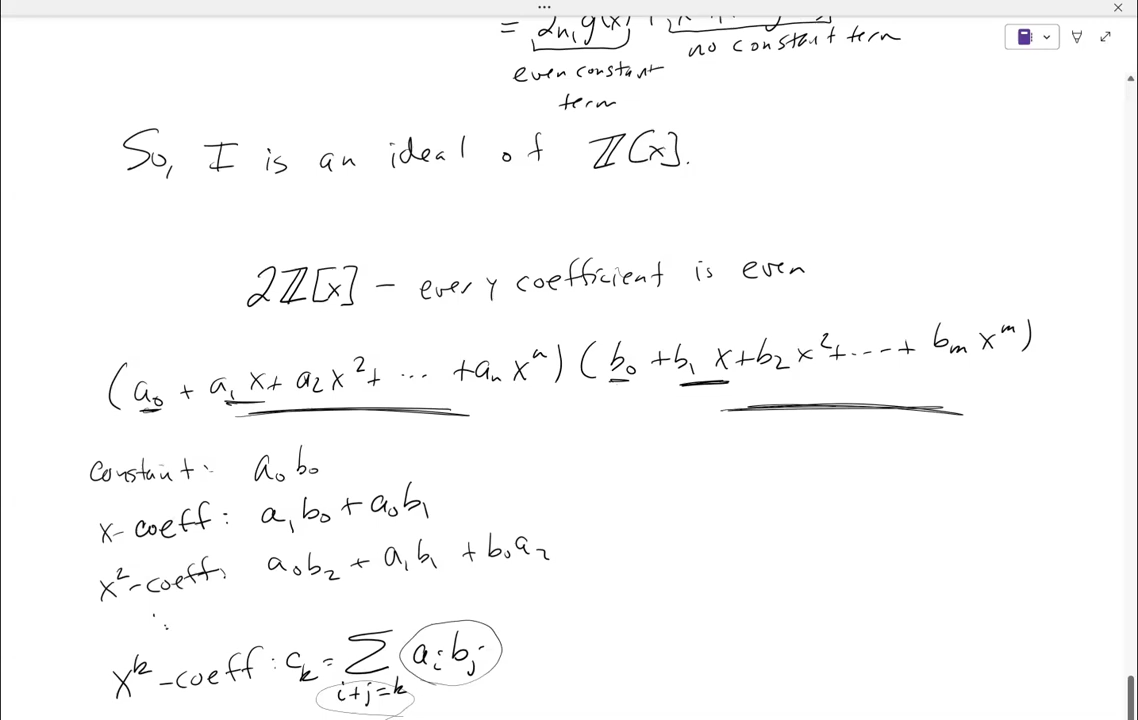 = 2n₁g(x)
no constant term
even constant
term
So, I is an ideal of ℤ[x].
2ℤ[x] - every coefficient is even
(a₀ + a₁x + a₂x² + ... + aₙxⁿ)(b₀ + b₁x + b₂x² + .... + bₘxᵐ)
constant: a₀b₀
x-coeff: a₁b₀ + a₀b₁
x²-coeff: a₀b₂ + a₁b₁ + b₀a₂
⋮
xᵏ-coeff: cₖ = Σ aᵢbⱼ
i+j=k